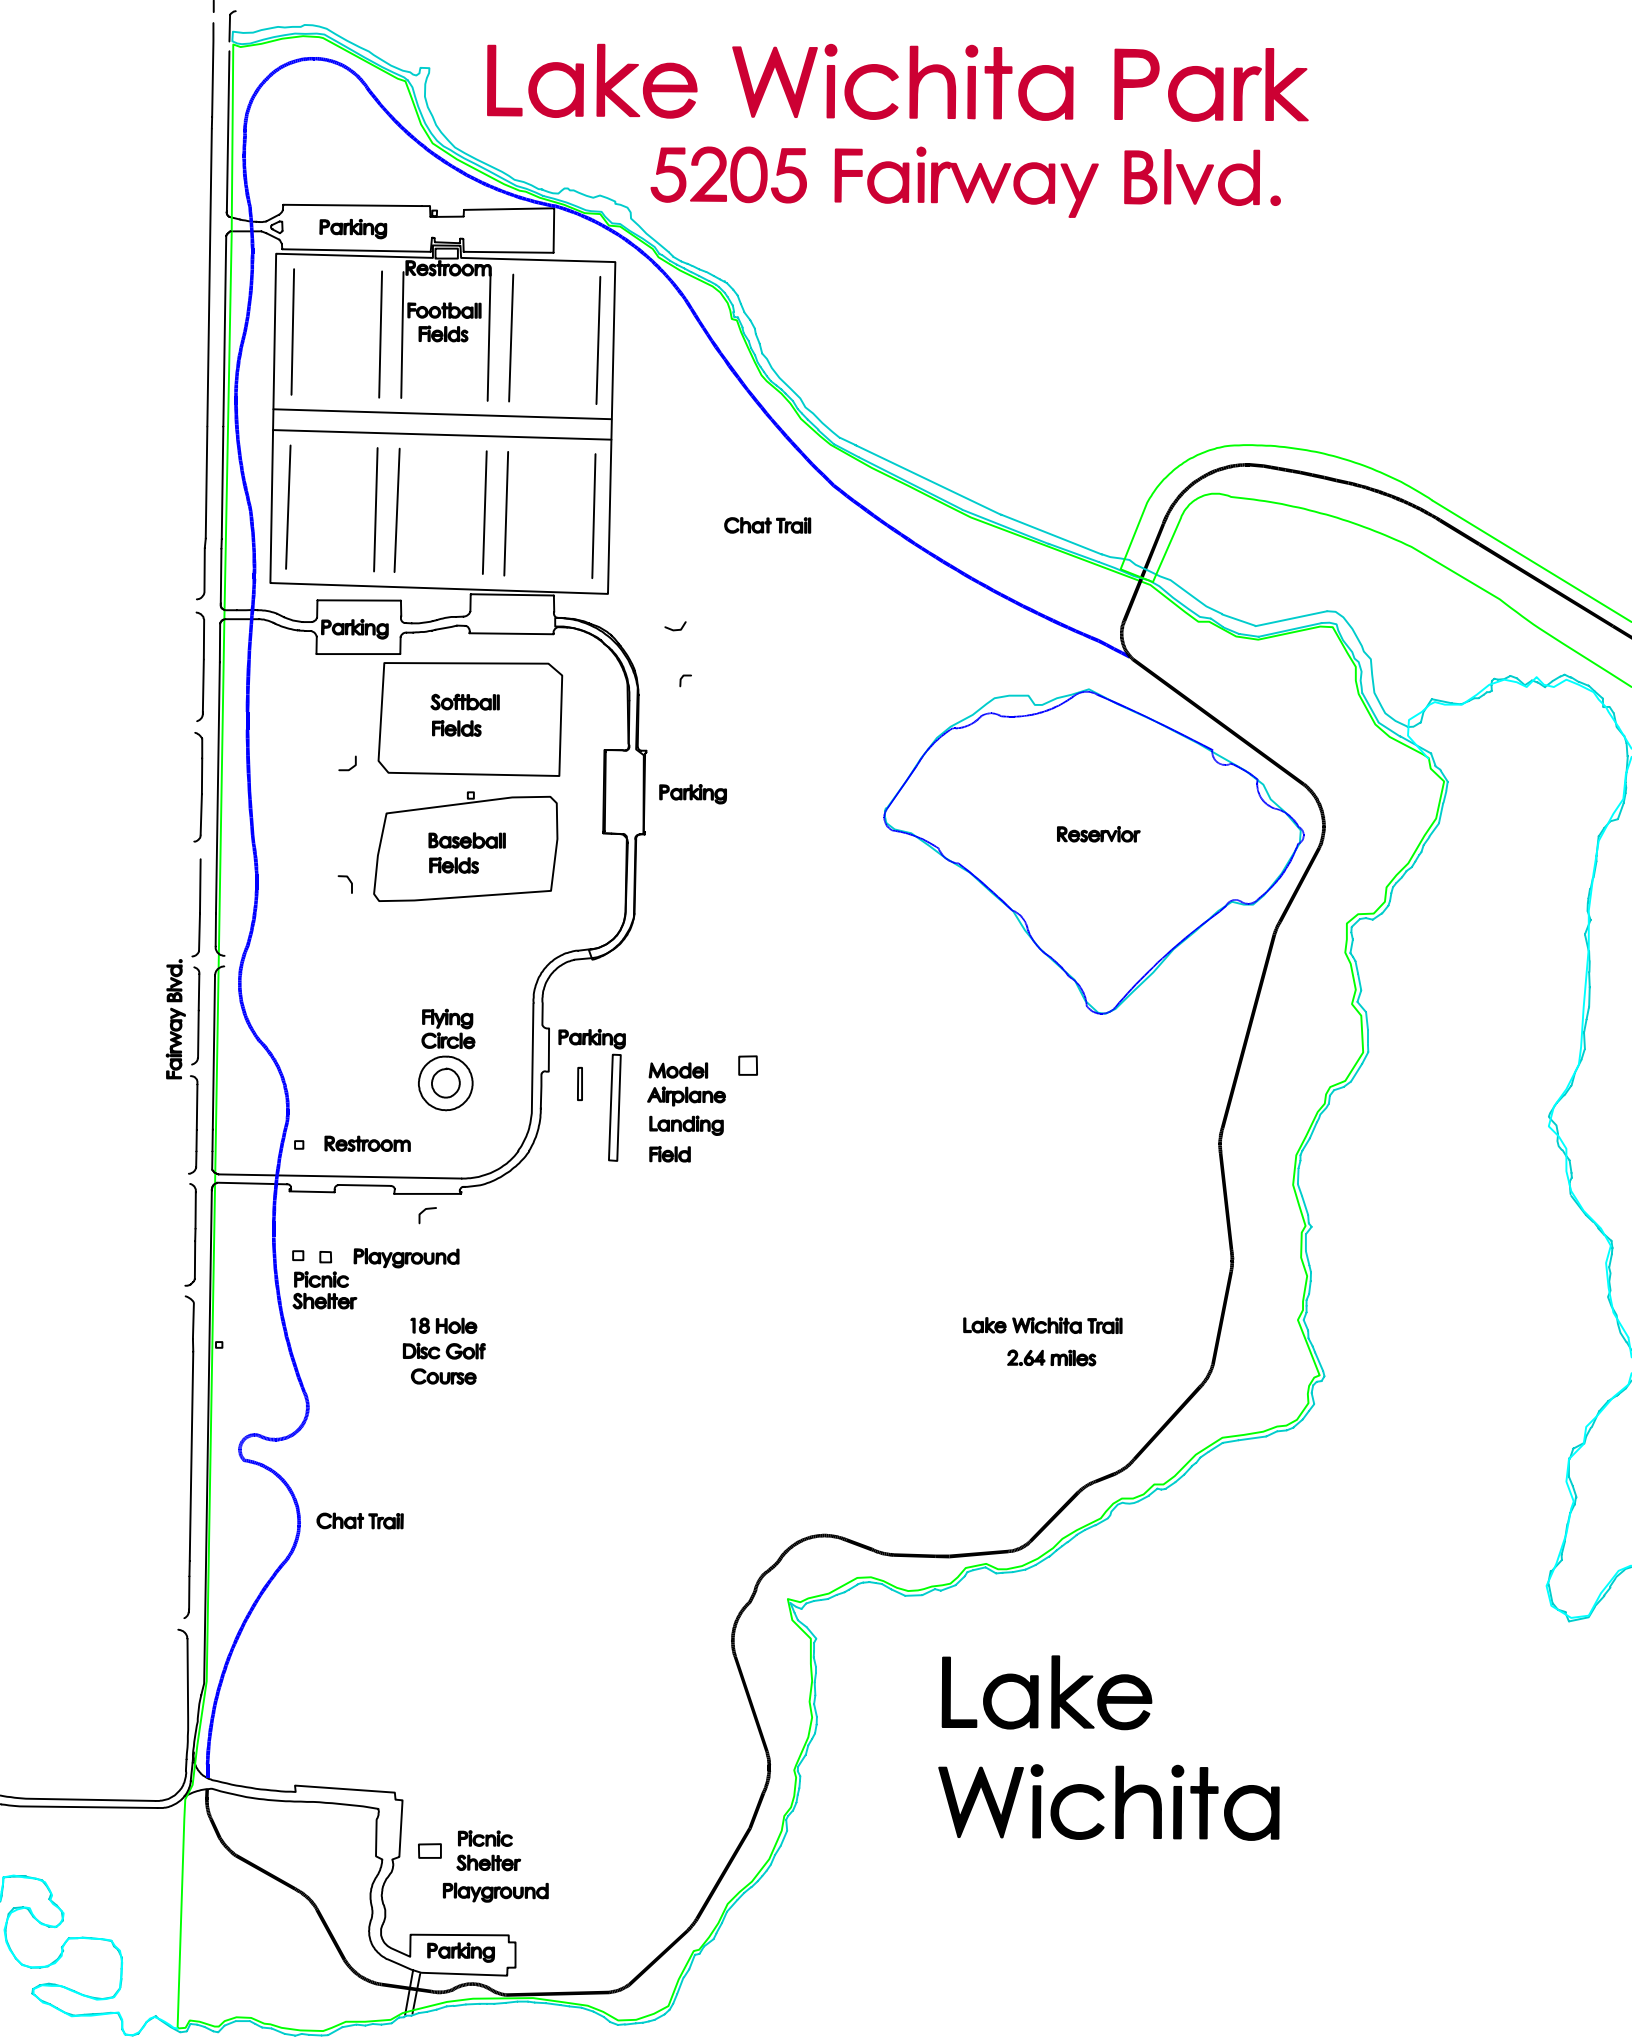 Lake Wichita Park
5205 Fairway Blvd.
Parking
Restroom
Football
Fields
Chat Trail
Parking
Softball
Fields
Parking
Baseball
Fields
Reservior
Fairway Blvd.
Flying
Circle
Parking
Model
Airplane
Landing
Field
Restroom
Playground
Picnic
Shelter
18 Hole
Disc Golf
Course
Lake Wichita Trail
2.64 miles
Chat Trail
Lake
Wichita
Picnic
Shelter
Playground
Parking